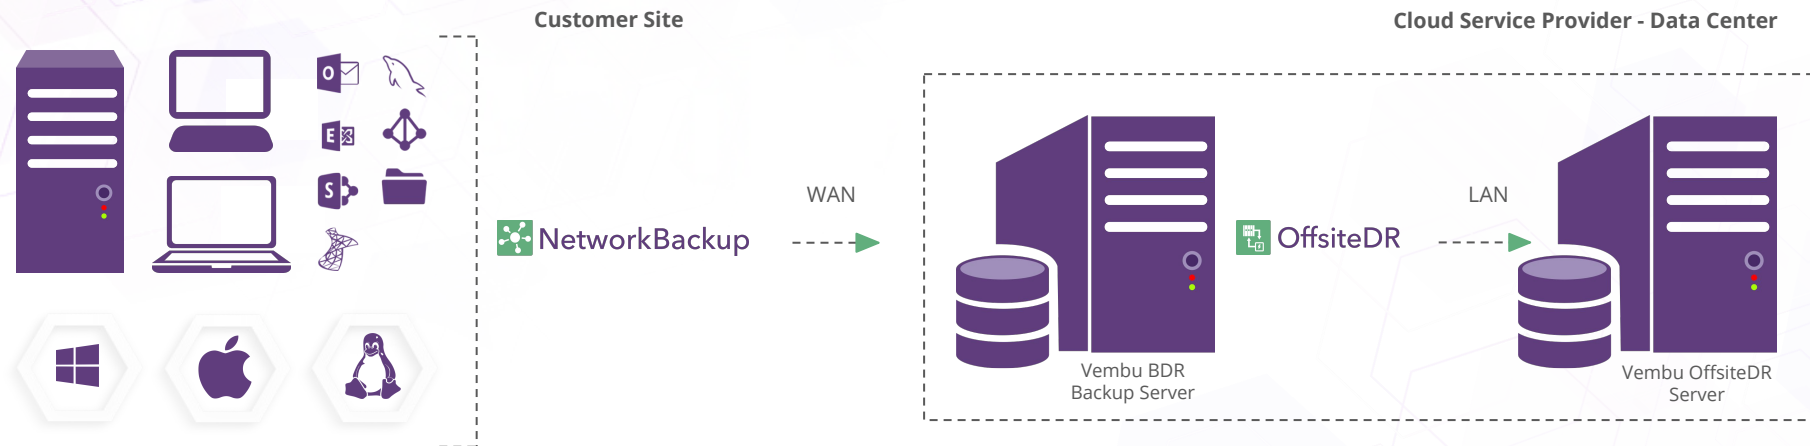 Customer Site
Cloud Service Provider - Data Center
O
E
S
NetworkBackup
WAN
OffsiteDR
LAN
Vembu BDR
Backup Server
Vembu OffsiteDR
Server